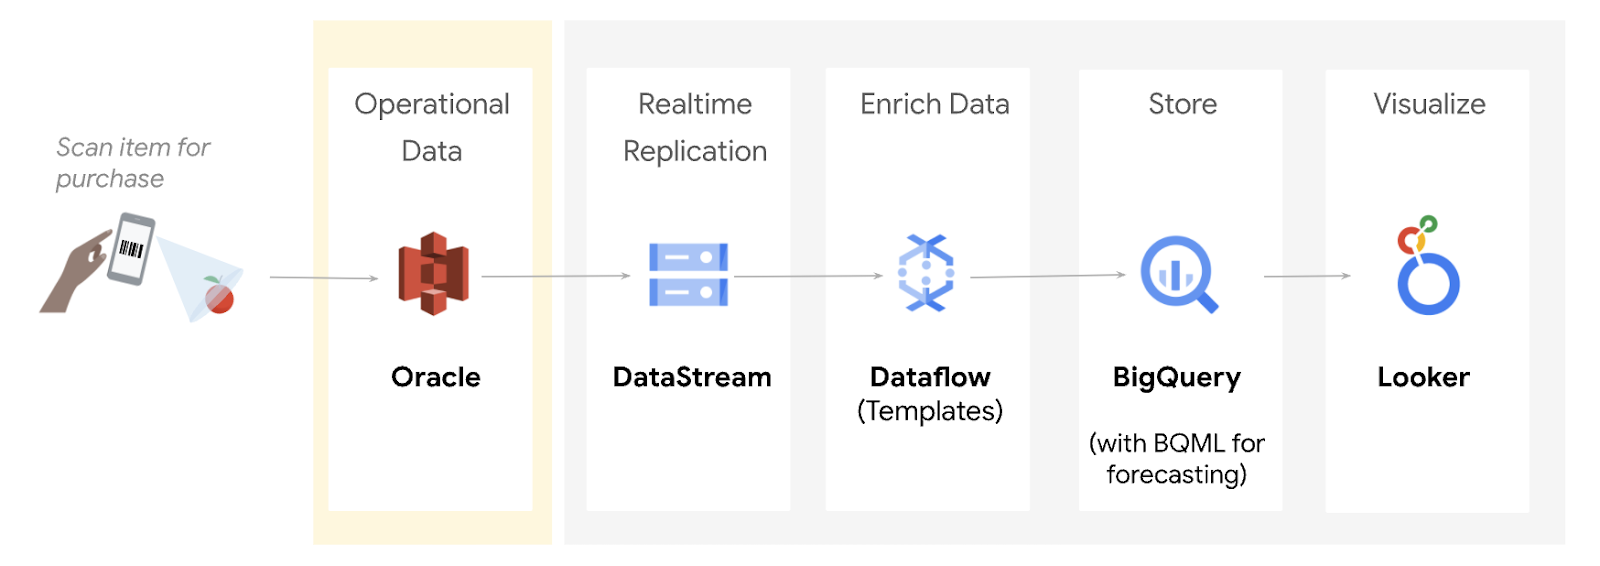 Scan item for
purchase
Operational
Data
Oracle
Realtime
Replication
DataStream
Enrich Data
Dataflow
(Templates)
Store
BigQuery
(with BQML for
forecasting)
Visualize
Looker